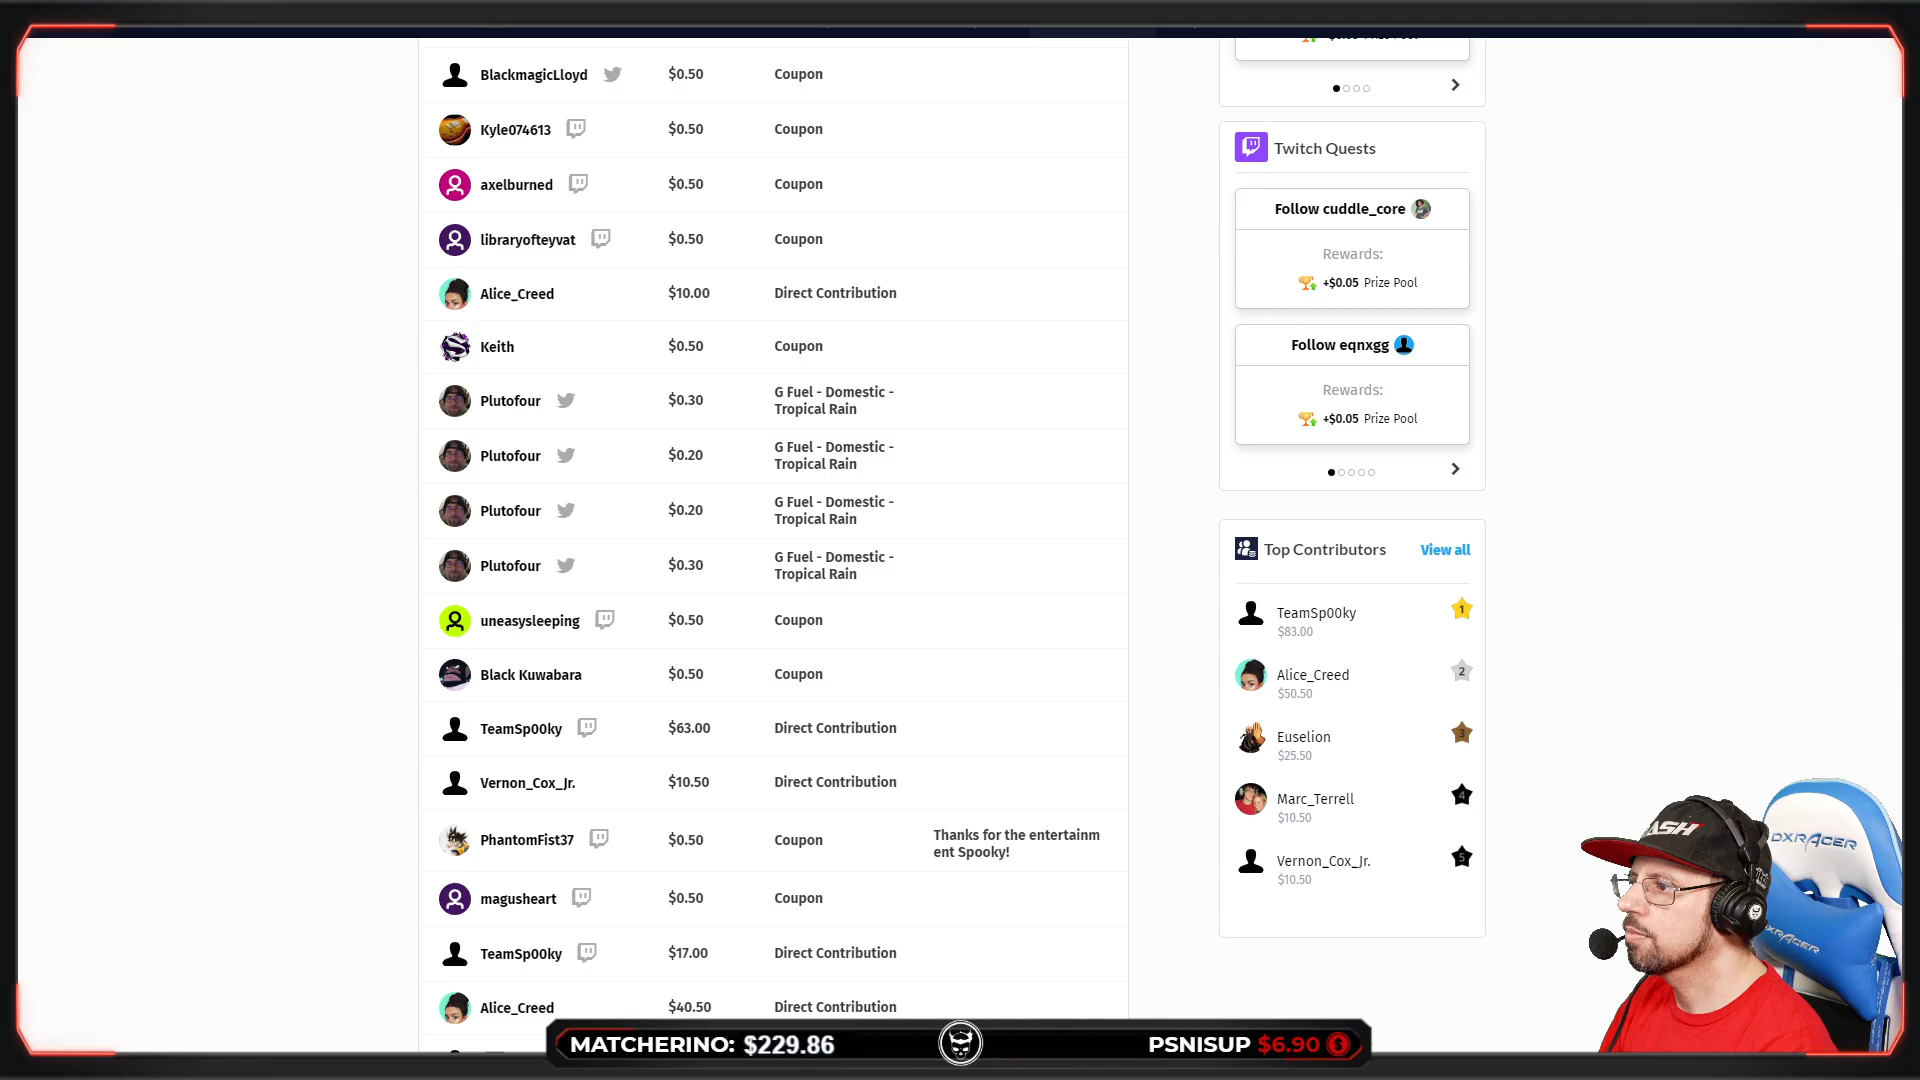 BlackmagicLloyd $0.50 Coupon
Kyle074613 $0.50 Coupon
axelburned $0.50 Coupon
libraryofteyvat $0.50 Coupon
Alice_Creed $10.00 Direct Contribution
Keith $0.50 Coupon
Plutofour $0.30 G Fuel - Domestic -
Tropical Rain
Plutofour $0.20 G Fuel - Domestic -
Tropical Rain
Plutofour $0.20 G Fuel - Domestic -
Tropical Rain
Plutofour $0.30 G Fuel - Domestic -
Tropical Rain
uneasysleeping $0.50 Coupon
Black Kuwabara $0.50 Coupon
TeamSp00ky $63.00 Direct Contribution
Vernon_Cox_Jr. $10.50 Direct Contribution
PhantomFist37 $0.50 Coupon Thanks for the entertainm
ent Spooky!
magusheart $0.50 Coupon
TeamSp00ky $17.00 Direct Contribution
Alice_Creed $40.50 Direct Contribution
Twitch Quests
Follow cuddle_core
Rewards:
+$0.05 Prize Pool
Follow eqnxgg
Rewards:
+$0.05 Prize Pool
Top Contributors View all
TeamSp00ky 1
$83.00
Alice_Creed 2
$50.50
Euselion 3
$25.50
Marc_Terrell 4
$10.50
Vernon_Cox_Jr. 5
$10.50
DXRACER
DXRACER
MATCHERINO: $229.86
PSNISUP $6.90